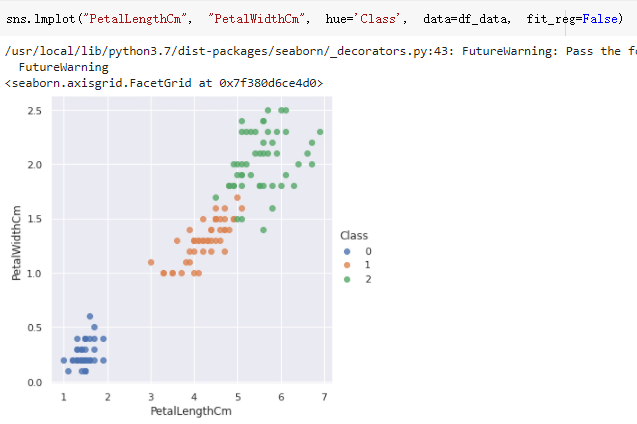 sns.lmplot("PetalLengthCm", "PetalWidthCm", hue='Class', data=df_data, fit_reg=False)
/usr/local/lib/python3.7/dist-packages/seaborn/_decorators.py:43: FutureWarning: Pass the
FutureWarning
<seaborn.axisgrid.FacetGrid at 0x7f380d6ce4d0>
2.5
2.0
1.5
1.0
0.5
0.0
PetalWidthCm
1 2 3 4 5 6 7
PetalLengthCm
Class
0
1
2